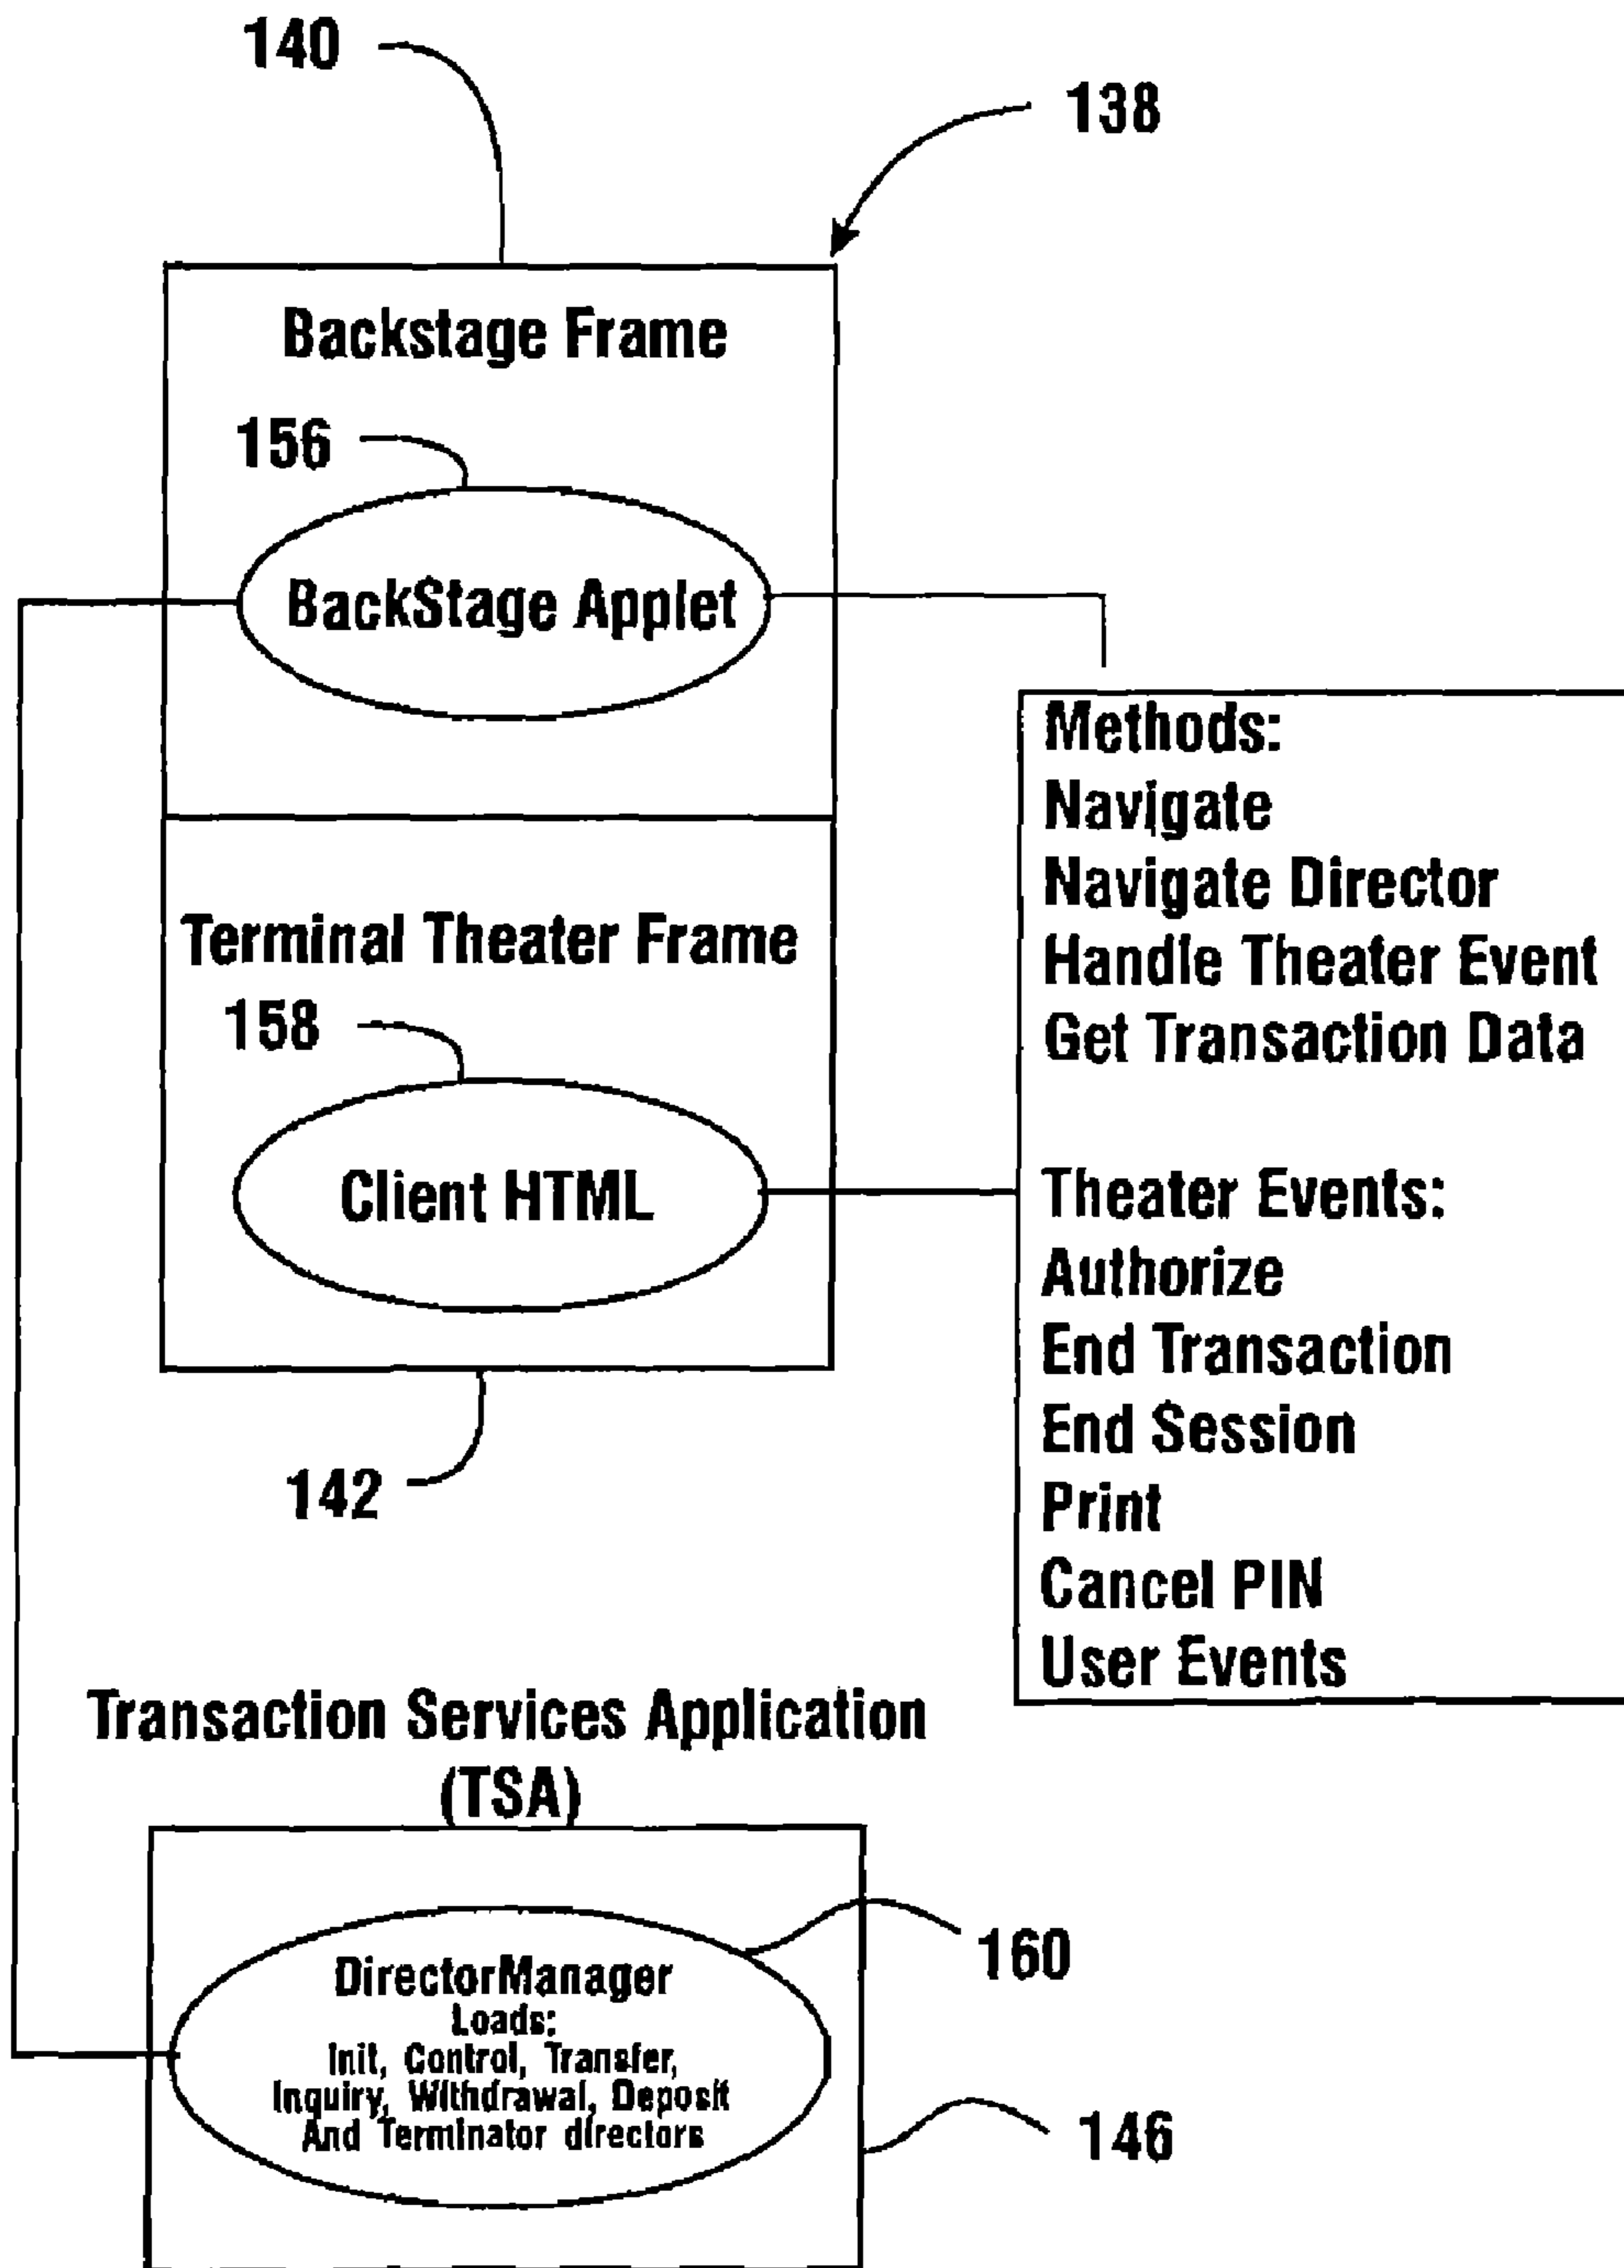 140
138
Backstage Frame
156
BackStage Applet
Methods:
Navigate
Navigate Director
Handle Theater Event
Get Transaction Data
Terminal Theater Frame
158
Client HTML
Theater Events:
Authorize
End Transaction
End Session
Print
Cancel PIN
User Events
142
Transaction Services Application
(TSA)
160
DirectorManager
Loads:
Init, Control, Transfer,
Inquiry, Withdrawal, Deposit
And Terminator directors
146